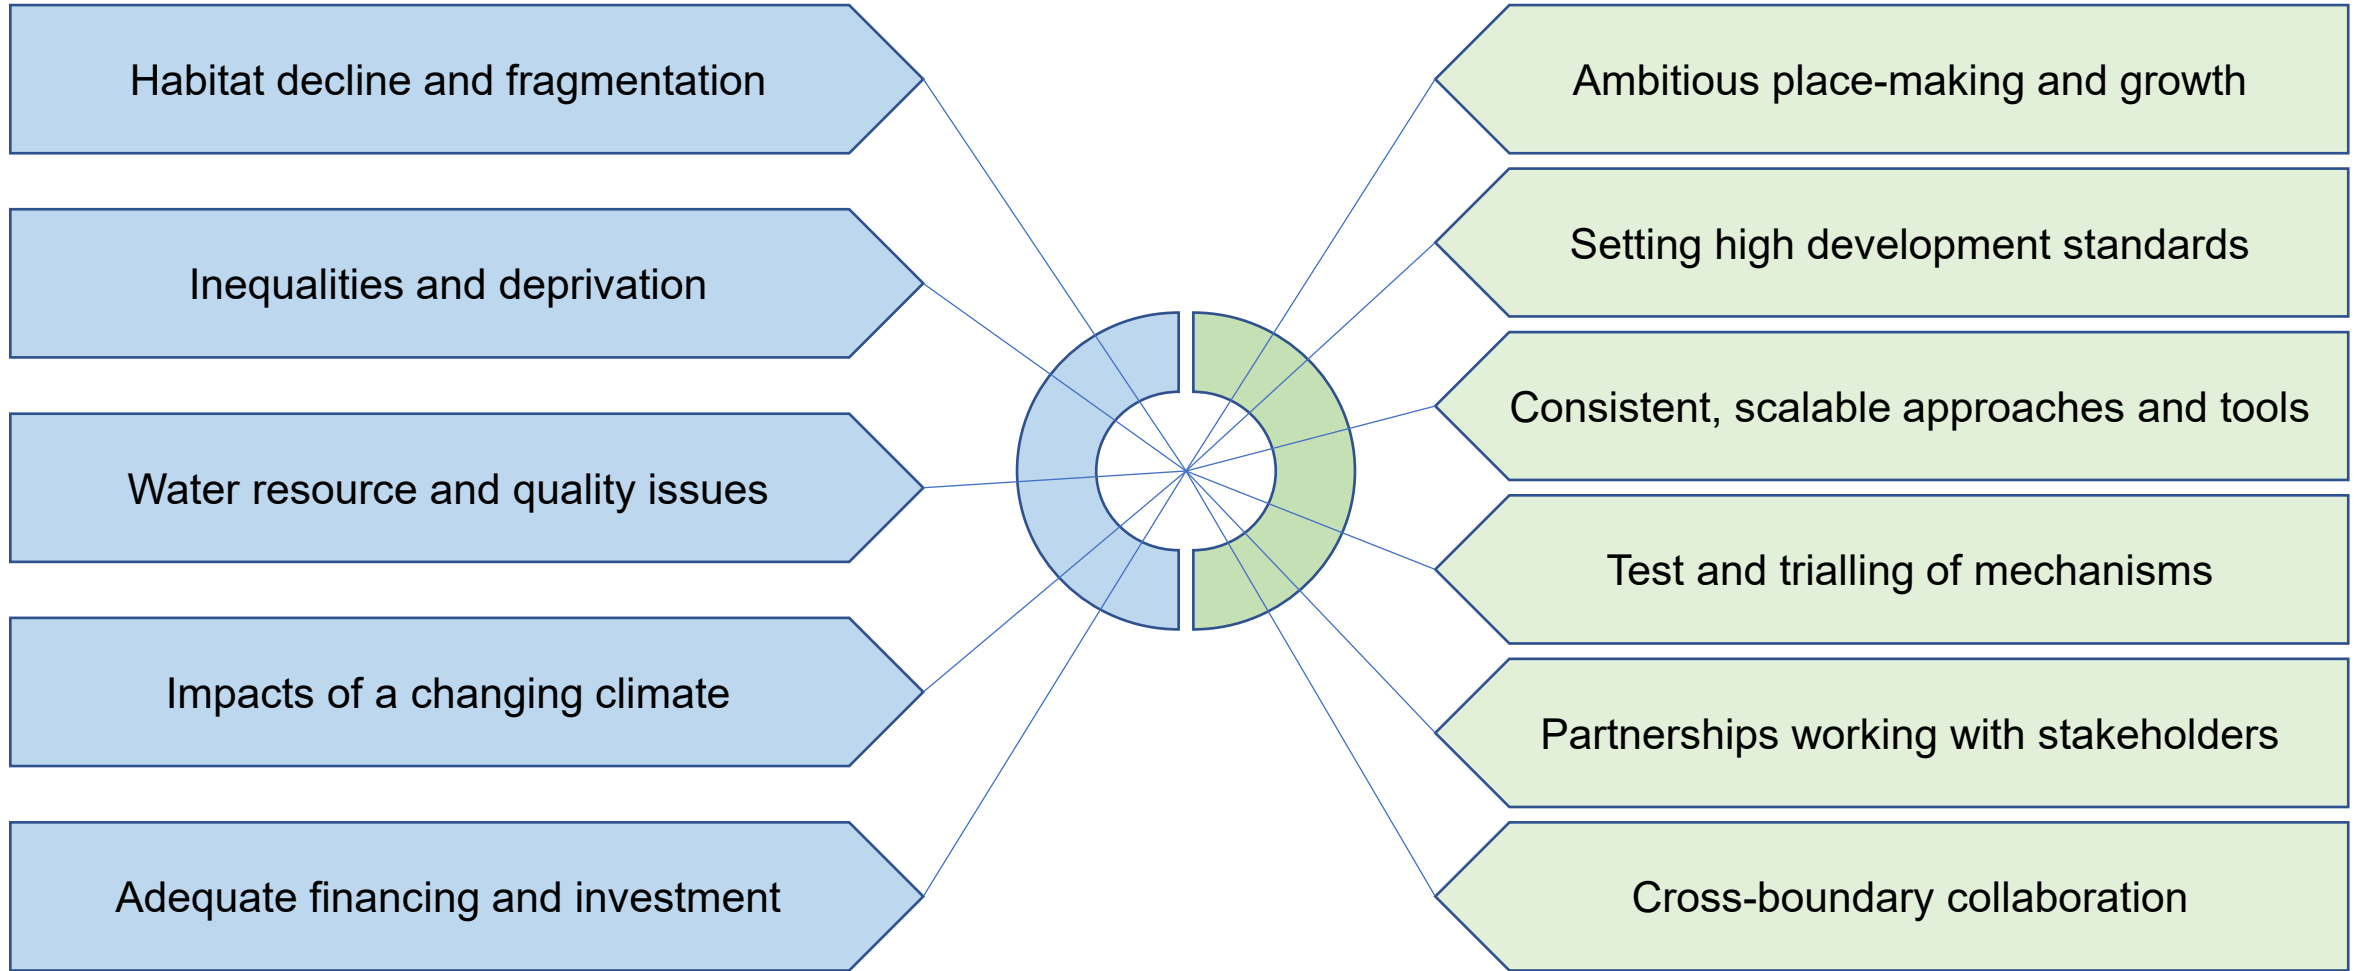 Habitat decline and fragmentation
Inequalities and deprivation
Water resource and quality issues
Impacts of a changing climate
Adequate financing and investment
Ambitious place-making and growth
Setting high development standards
Consistent, scalable approaches and tools
Test and trialling of mechanisms
Partnerships working with stakeholders
Cross-boundary collaboration